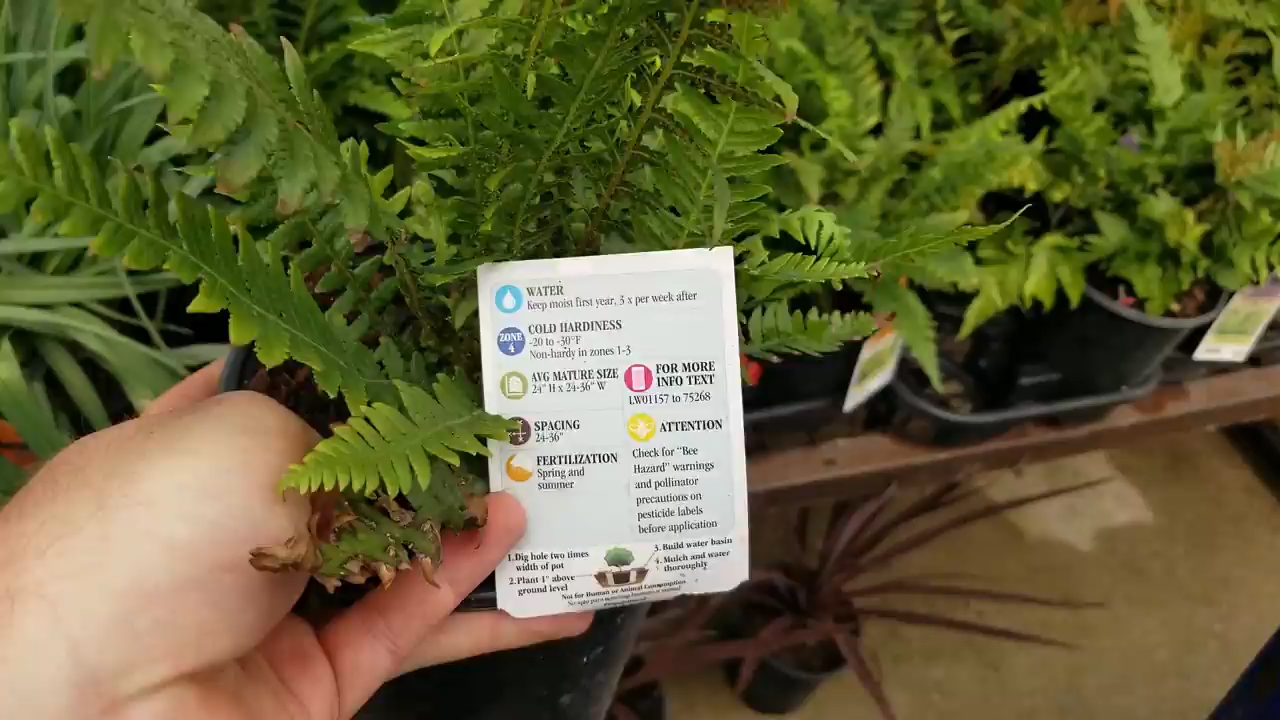 WATER
Keep moist first year, 3 x per week after
ZONE
4
COLD HARDINESS
-20 to -30°F
Non-hardy in zones 1-3
AVG MATURE SIZE
24" H x 24-36" W
FOR MORE
INFO TEXT
LW01157 to 75268
SPACING
24-36"
FERTILIZATION
Spring and
summer
ATTENTION
Check for "Bee
Hazard" warnings
and pollinator
precautions on
pesticide labels
before application
1. Dig hole two times
width of pot
2. Plant 1" above
ground level
3. Build water basin
4. Mulch and water
thoroughly
Not for Human or Animal Consumption